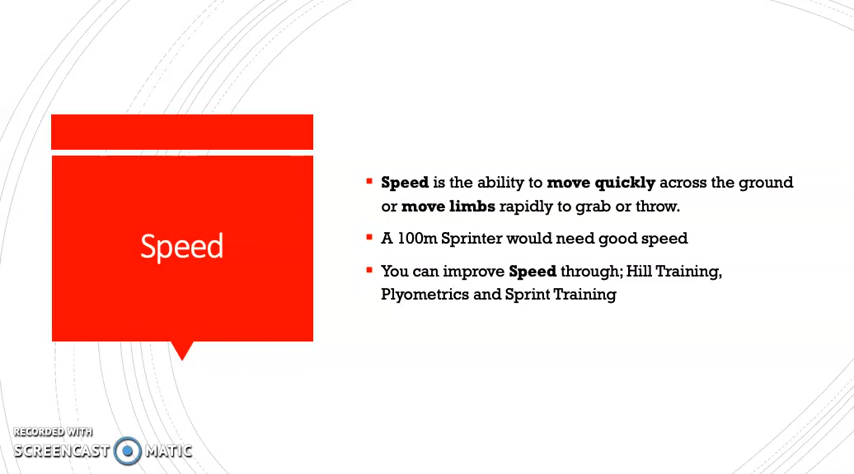 Speed
Speed is the ability to move quickly across the ground
or move limbs rapidly to grab or throw.
A 100m Sprinter would need good speed
You can improve Speed through; Hill Training,
Plyometrics and Sprint Training
RECORDED WITH
SCREENCAST MATIC